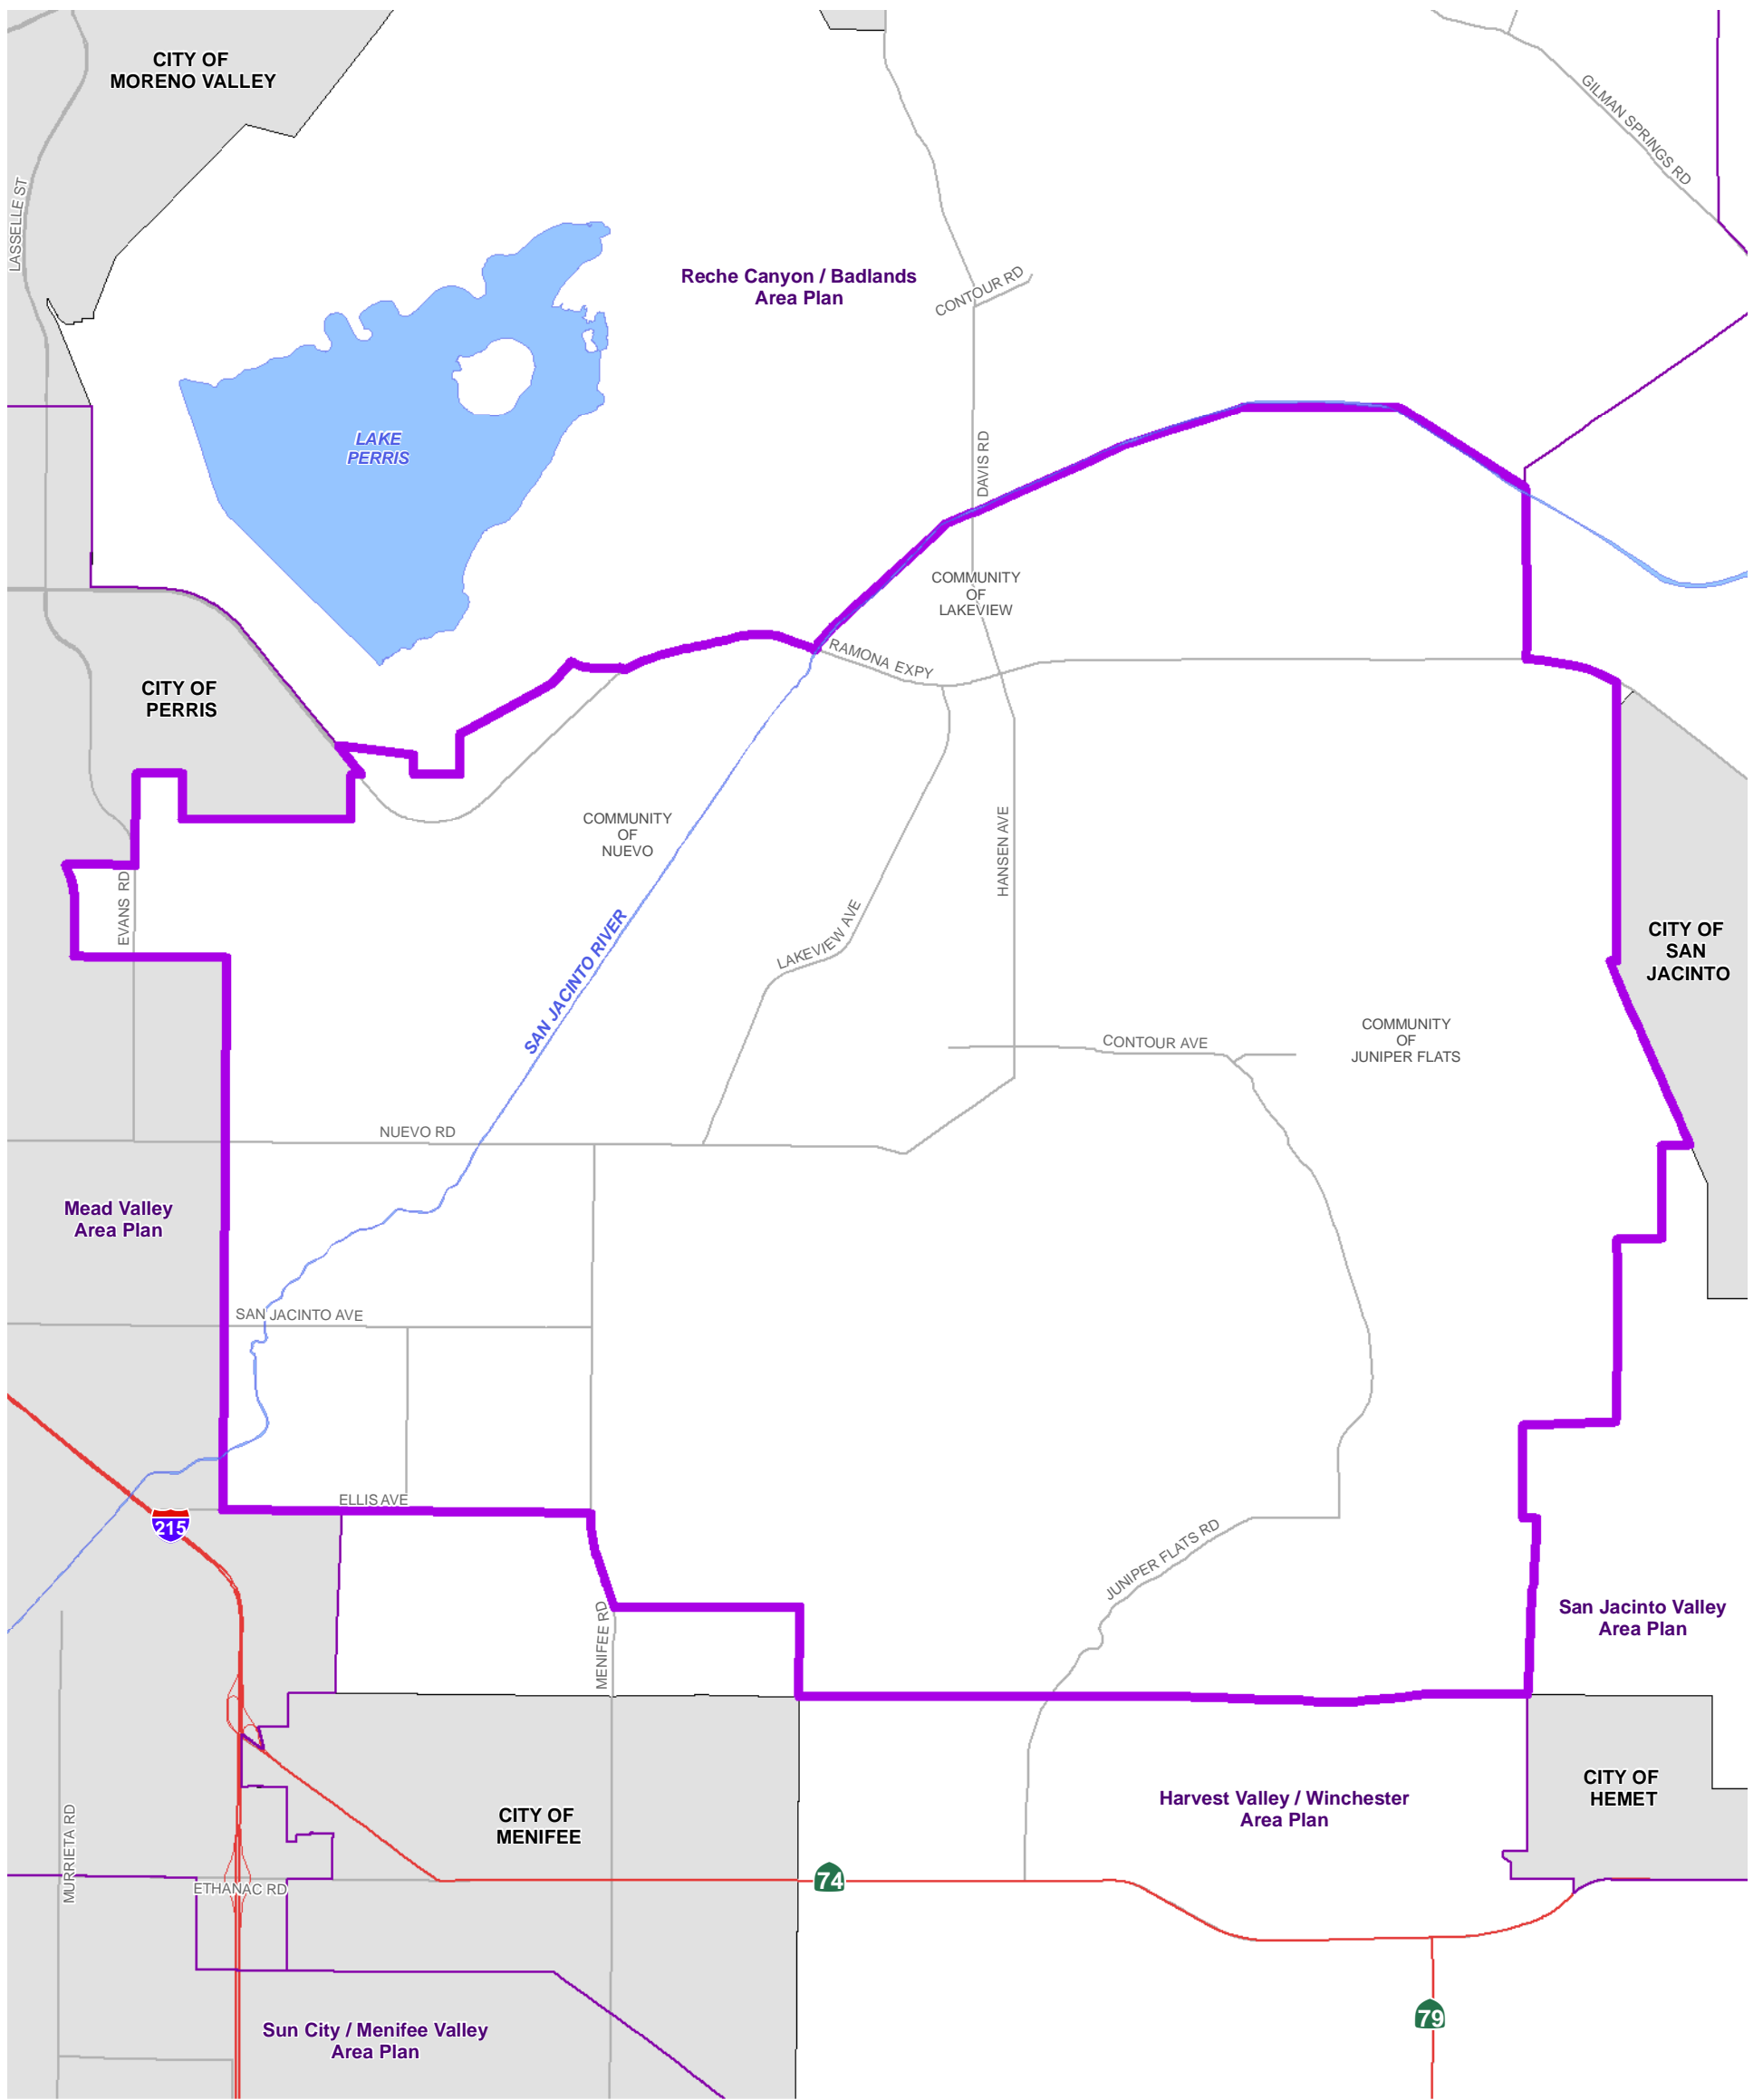 CITY OF
MORENO VALLEY
GILMAN SPRINGS RD
LASSELLE ST
Reche Canyon / Badlands
Area Plan
CONTOUR RD
LAKE
PERRIS
DAVIS RD
COMMUNITY
OF
LAKEVIEW
RAMONA EXPY
CITY OF
PERRIS
COMMUNITY
OF
NUEVO
HANSEN AVE
EVANS RD
LAKEVIEW AVE
SAN JACINTO RIVER
CITY OF
SAN
JACINTO
COMMUNITY
OF
JUNIPER FLATS
CONTOUR AVE
NUEVO RD
Mead Valley
Area Plan
SAN JACINTO AVE
ELLIS AVE
215
JUNIPER FLATS RD
San Jacinto Valley
Area Plan
MENIFEE RD
CITY OF
HEMET
Harvest Valley / Winchester
Area Plan
CITY OF
MENIFEE
MURRIETA RD
ETHANAC RD
74
79
Sun City / Menifee Valley
Area Plan